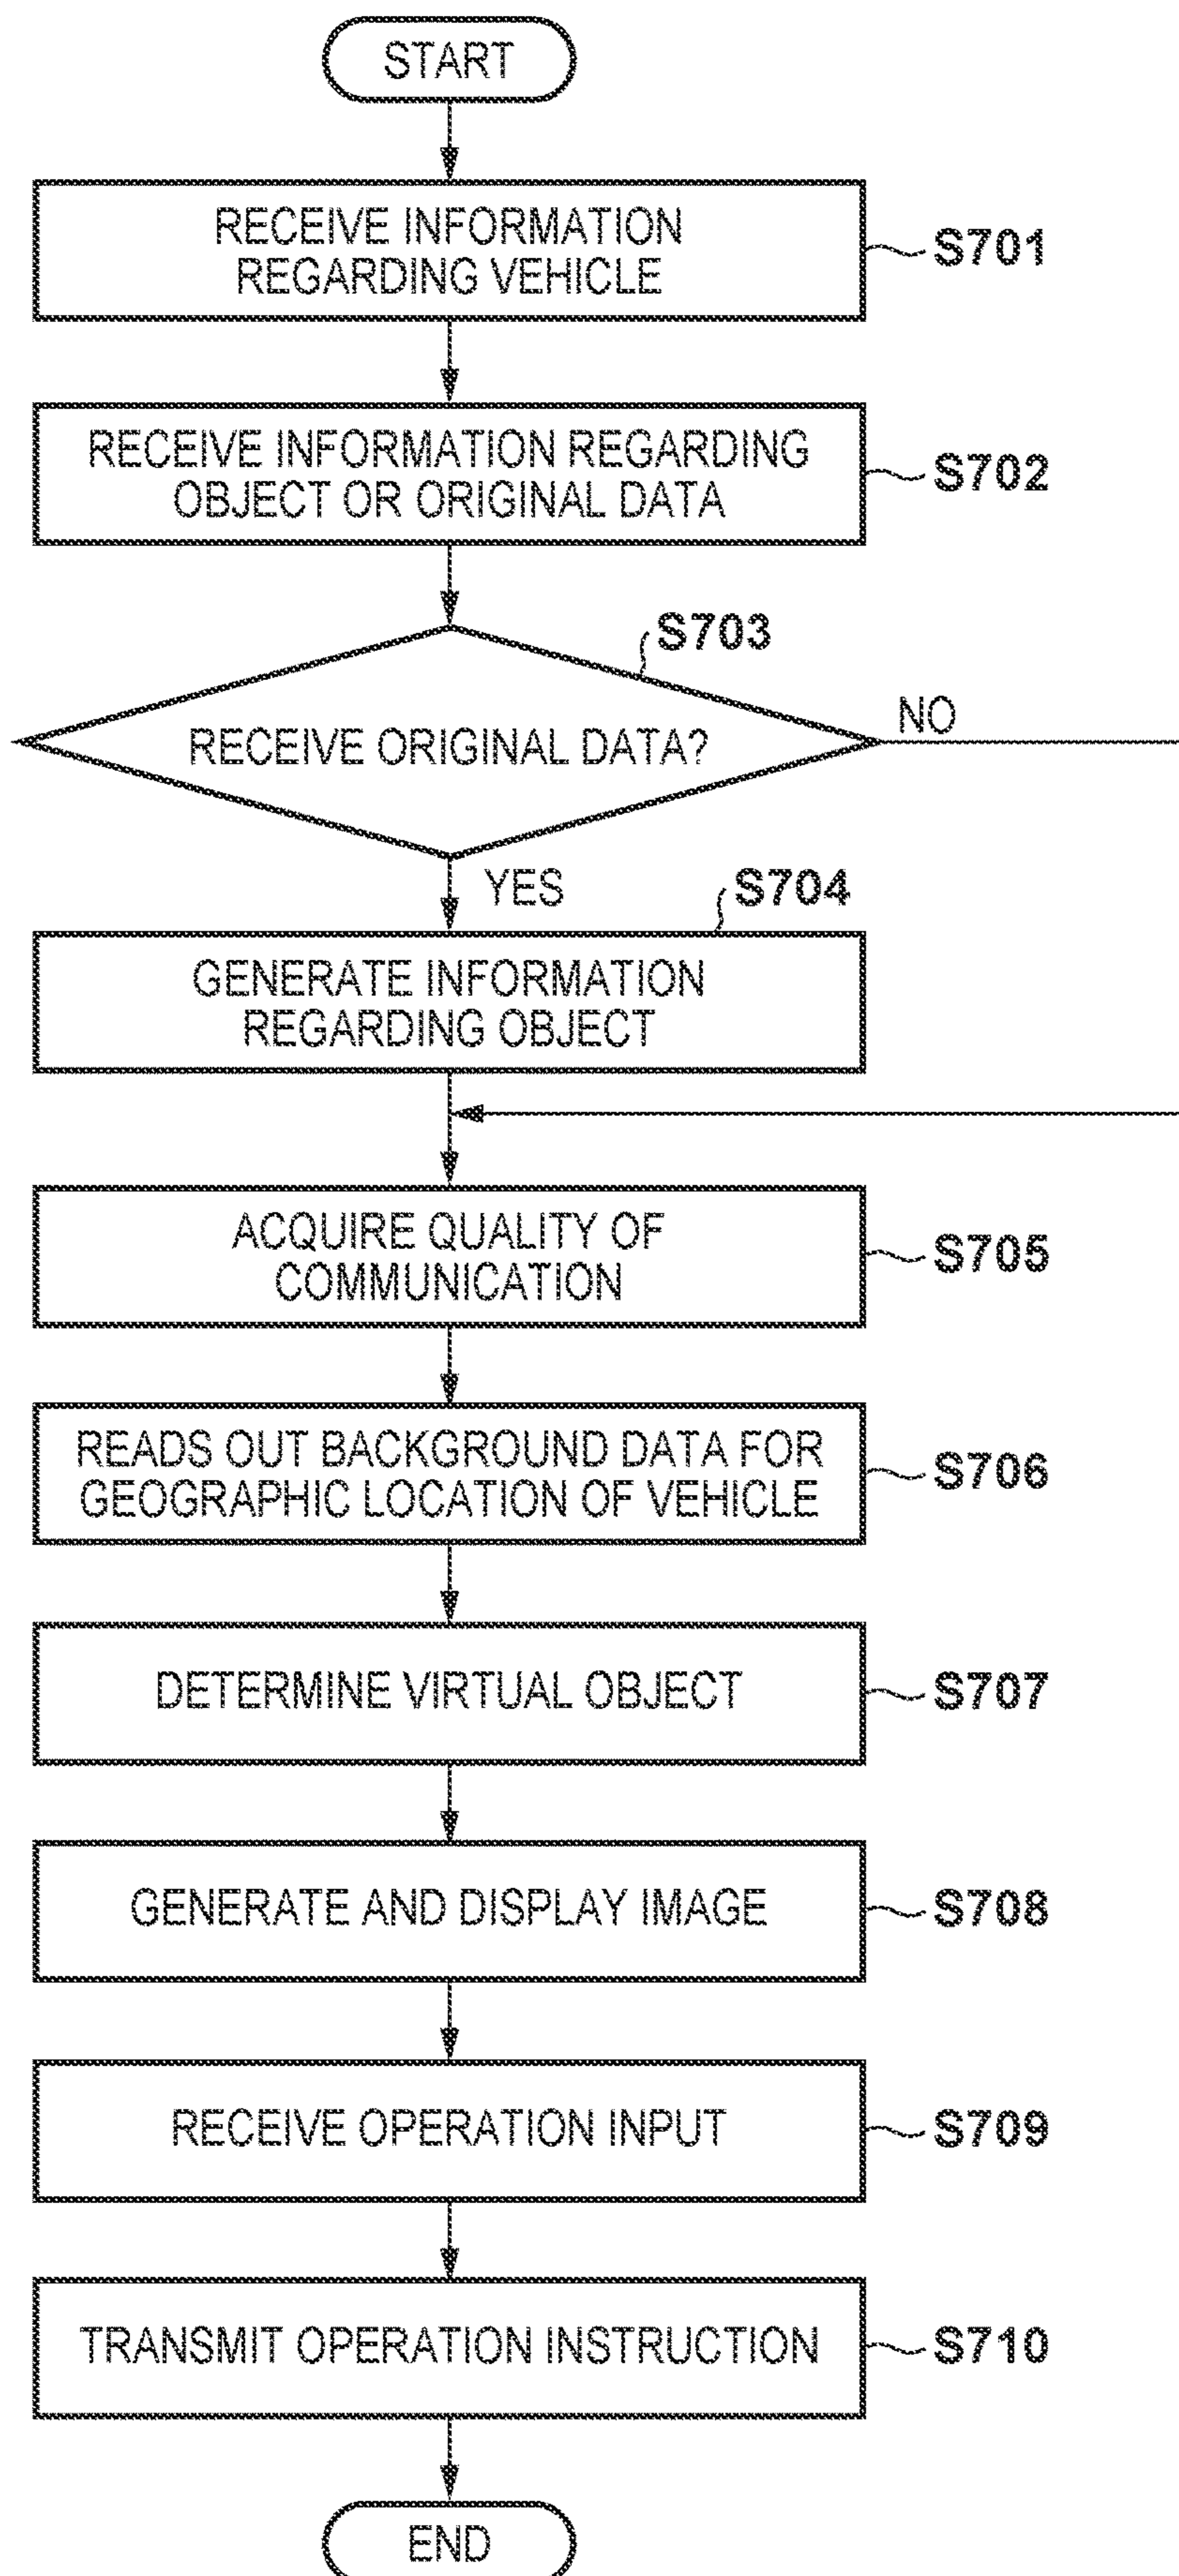 START
RECEIVE INFORMATION
REGARDING VEHICLE
S701
RECEIVE INFORMATION REGARDING
OBJECT OR ORIGINAL DATA
S702
S703
RECEIVE ORIGINAL DATA?
NO
YES
S704
GENERATE INFORMATION
REGARDING OBJECT
ACQUIRE QUALITY OF
COMMUNICATION
S705
READS OUT BACKGROUND DATA FOR
GEOGRAPHIC LOCATION OF VEHICLE
S706
DETERMINE VIRTUAL OBJECT
S707
GENERATE AND DISPLAY IMAGE
S708
RECEIVE OPERATION INPUT
S709
TRANSMIT OPERATION INSTRUCTION
S710
END